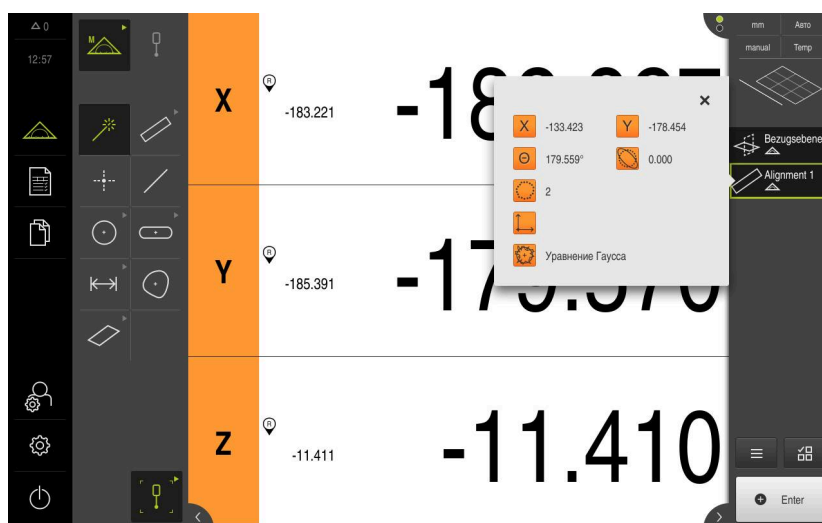 0
12:57
M
X
R
-183.221
mm
Авто
manual
Temp
X -133.423 Y -178.454
Θ 179.559° 0.000
2
Уравнение Гаусса
Bezugsebene
Alignment 1
Y
R
-185.391
Z
R
-11.411
-11.410
Enter